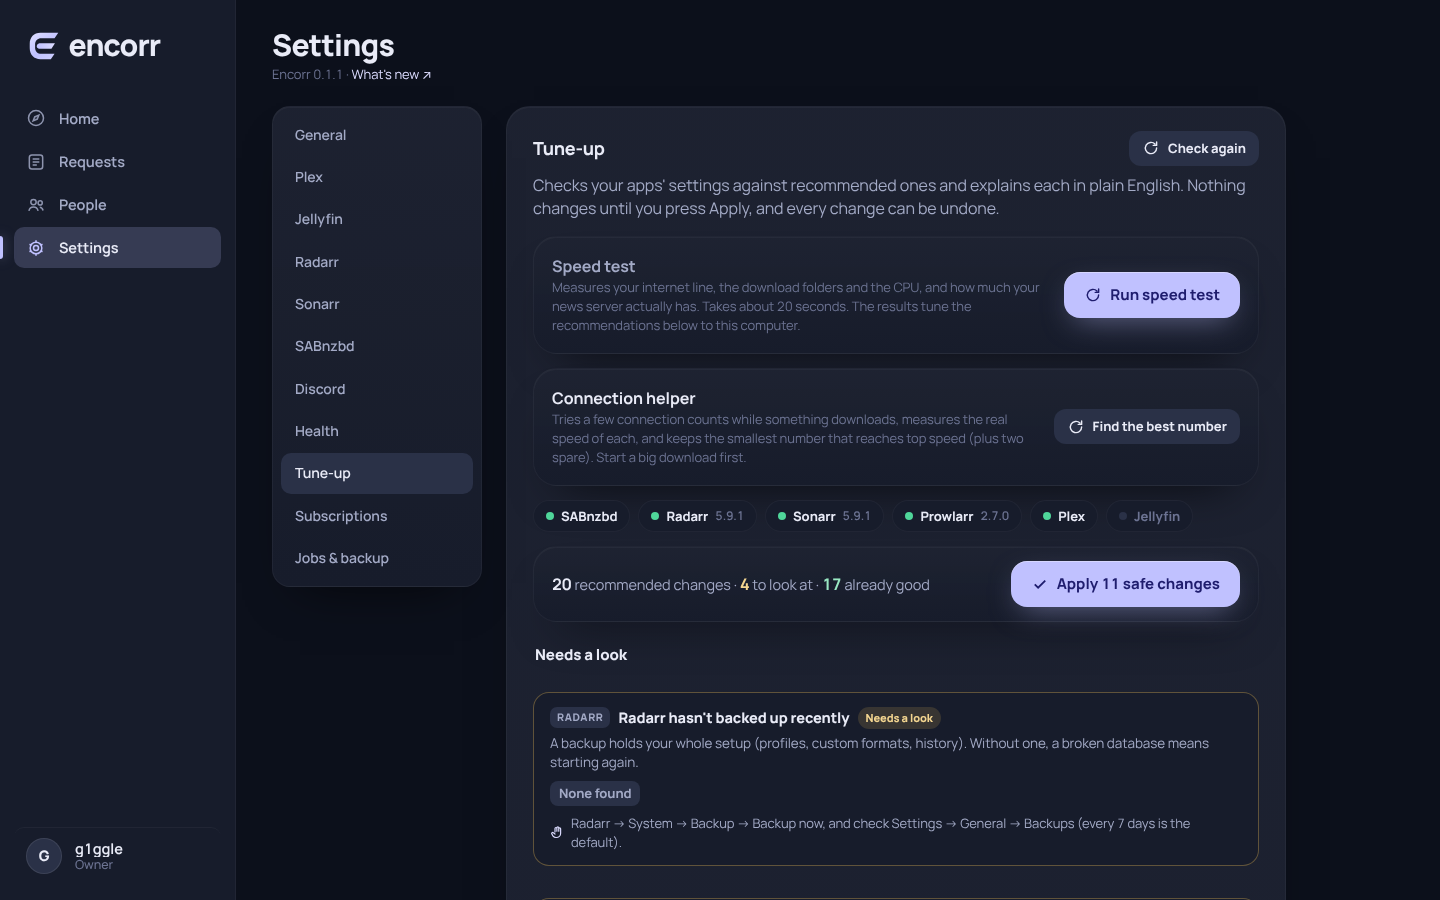 encorr
Home
Requests
People
Settings
g1ggle
Owner
G
Settings
Encorr 0.1.1 · What's new ↗
General
Plex
Jellyfin
Radarr
Sonarr
SABnzbd
Discord
Health
Tune-up
Subscriptions
Jobs & backup
Tune-up
Check again
Checks your apps' settings against recommended ones and explains each in plain English. Nothing
changes until you press Apply, and every change can be undone.
Speed test
Measures your internet line, the download folders and the CPU, and how much your
news server actually has. Takes about 20 seconds. The results tune the
recommendations below to this computer.
Run speed test
Connection helper
Tries a few connection counts while something downloads, measures the real
speed of each, and keeps the smallest number that reaches top speed (plus two
spare). Start a big download first.
Find the best number
SABnzbd
Radarr 5.9.1
Sonarr 5.9.1
Prowlarr 2.7.0
Plex
Jellyfin
20 recommended changes · 4 to look at · 17 already good
Apply 11 safe changes
Needs a look
RADARR Radarr hasn't backed up recently Needs a look
A backup holds your whole setup (profiles, custom formats, history). Without one, a broken database means
starting again.
None found
Radarr → System → Backup → Backup now, and check Settings → General → Backups (every 7 days is the
default).